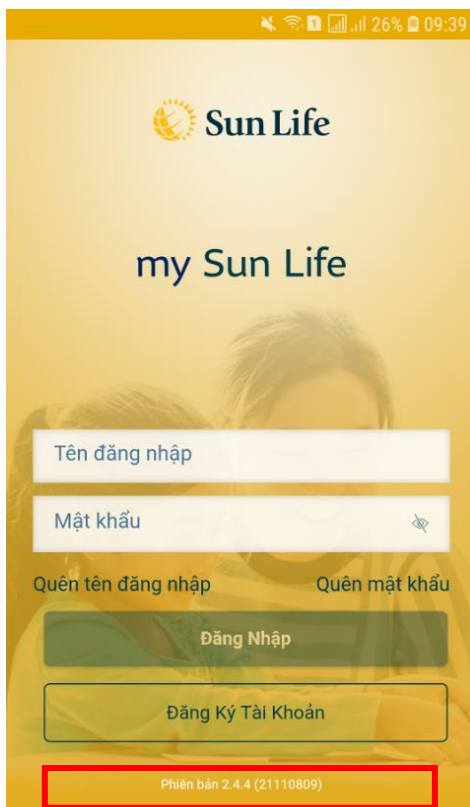 26% 09:39
Sun Life
my Sun Life
Tên đăng nhập
Mật khẩu
Quên tên đăng nhập Quên mật khẩu
Đăng Nhập
Đăng Ký Tài Khoản
Phiên bản 2.4.4 (21110809)